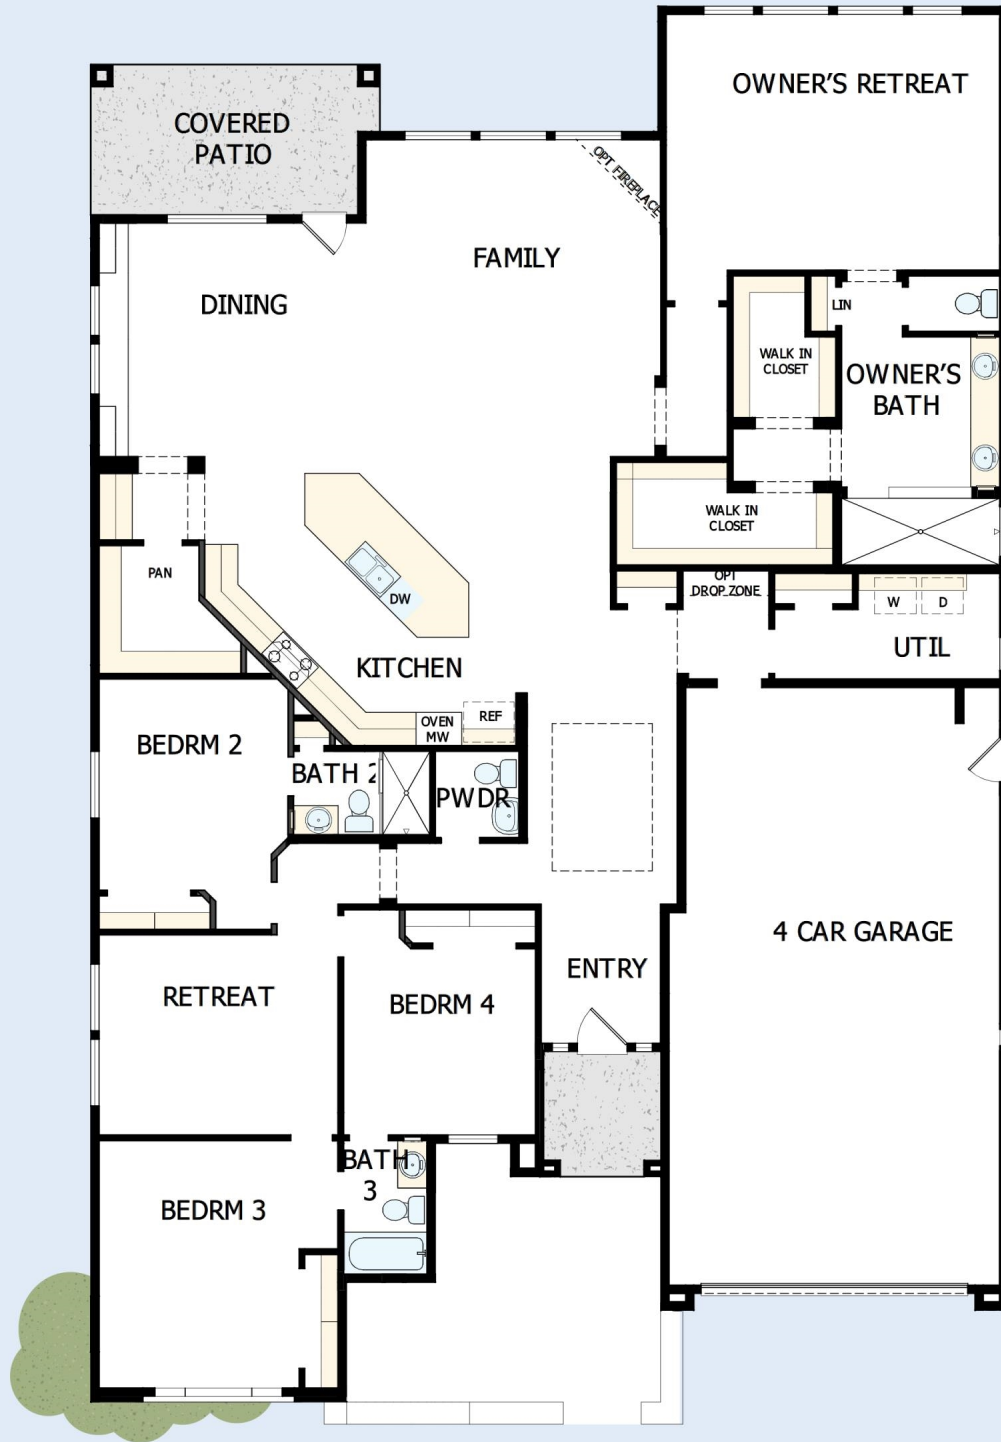 OWNER'S RETREAT
COVERED
PATIO
OPT FIREPLACE
FAMILY
DINING
LIN
WALK IN
CLOSET
OWNER'S
BATH
WALK IN
CLOSET
PAN
DW
OPT
DROP ZONE
W
D
UTIL
KITCHEN
REF
OVEN
MW
BEDRM 2
BATH 2
PWDR
4 CAR GARAGE
ENTRY
RETREAT
BEDRM 4
BATH
3
BEDRM 3